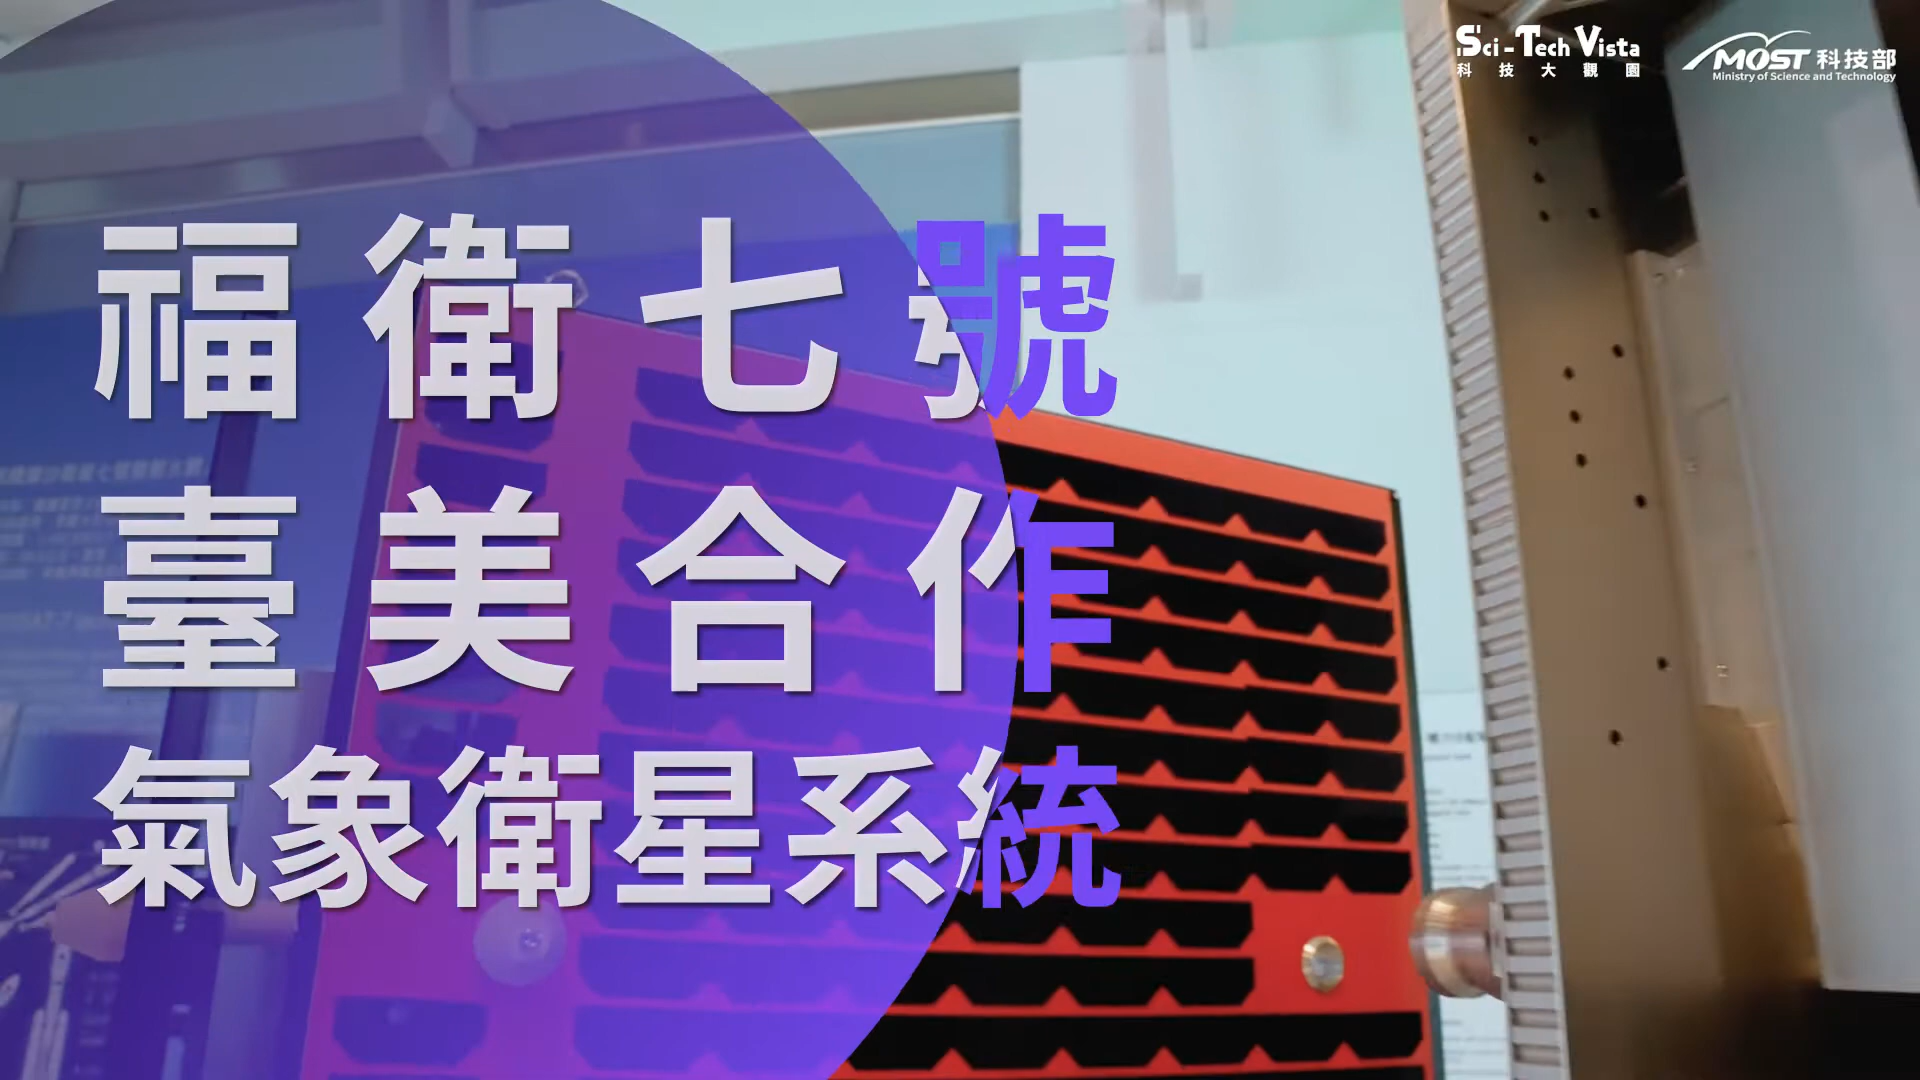 Sci-Tech Vista
科技大觀園
MOST 科技部
Ministry of Science and Technology
福衛七號
臺美合作
氣象衛星系統